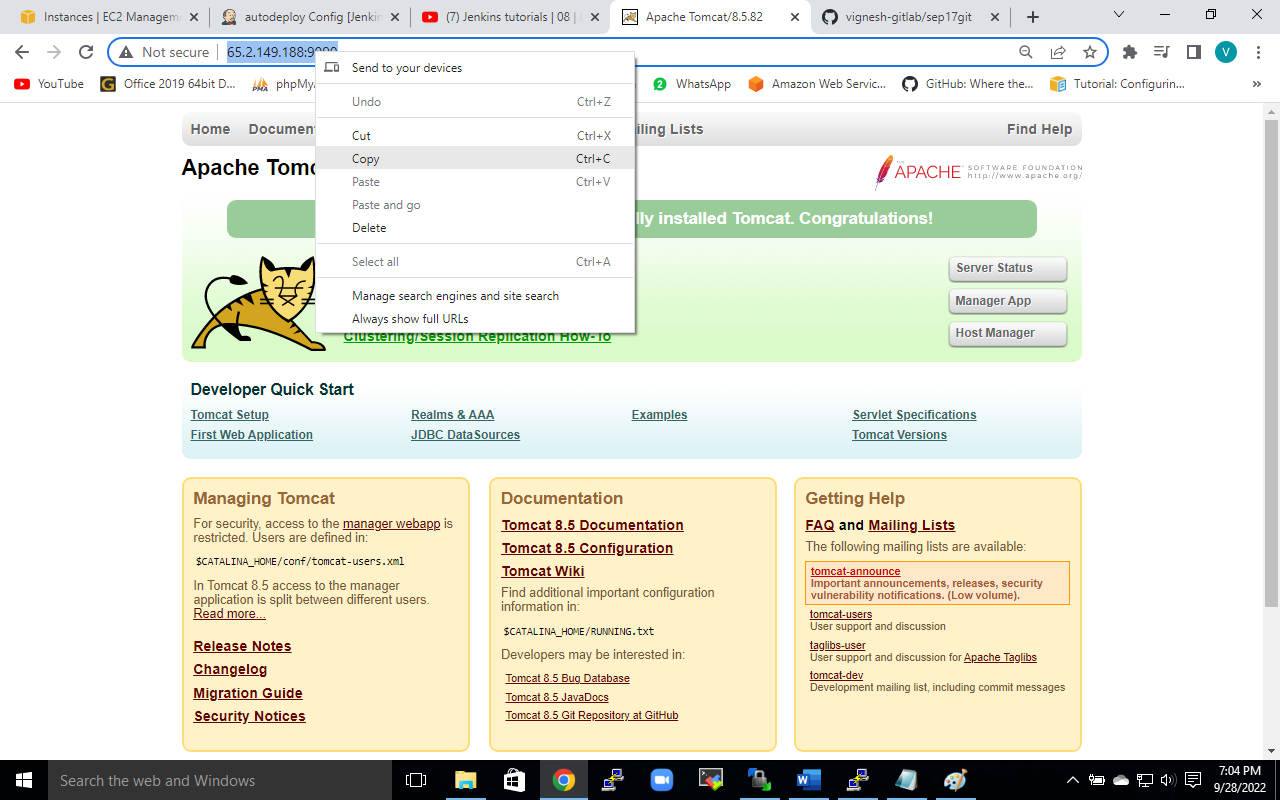 Instances | EC2 Managem
autodeploy Config [Jenkin
(7) Jenkins tutorials | 08 |
Apache Tomcat/8.5.82
vignesh-gitlab/sep17git
Not secure
65.2.149.188:9090
V
YouTube
Office 2019 64bit D...
phpMy
WhatsApp
Amazon Web Servic...
GitHub: Where the...
Tutorial: Configurin...
»
Send to your devices
Undo Ctrl+Z
Cut Ctrl+X
Copy Ctrl+C
Paste Ctrl+V
Paste and go
Delete
Select all Ctrl+A
Manage search engines and site search
Always show full URLs
Home
Documen
iling Lists
Find Help
Apache Tomc
THE
APACHE
SOFTWARE FOUNDATION
http://www.apache.org/
lly installed Tomcat. Congratulations!
Clustering/Session Replication How-To
Server Status
Manager App
Host Manager
Developer Quick Start
Tomcat Setup
First Web Application
Realms & AAA
JDBC DataSources
Examples
Servlet Specifications
Tomcat Versions
Managing Tomcat
For security, access to the manager webapp is
restricted. Users are defined in:
$CATALINA_HOME/conf/tomcat-users.xml
In Tomcat 8.5 access to the manager
application is split between different users.
Read more...
Release Notes
Changelog
Migration Guide
Security Notices
Documentation
Tomcat 8.5 Documentation
Tomcat 8.5 Configuration
Tomcat Wiki
Find additional important configuration
information in:
$CATALINA_HOME/RUNNING.txt
Developers may be interested in:
Tomcat 8.5 Bug Database
Tomcat 8.5 JavaDocs
Tomcat 8.5 Git Repository at GitHub
Getting Help
FAQ and Mailing Lists
The following mailing lists are available:
tomcat-announce
Important announcements, releases, security
vulnerability notifications. (Low volume).
tomcat-users
User support and discussion
taglibs-user
User support and discussion for Apache Taglibs
tomcat-dev
Development mailing list, including commit messages
Search the web and Windows
7:04 PM
9/28/2022